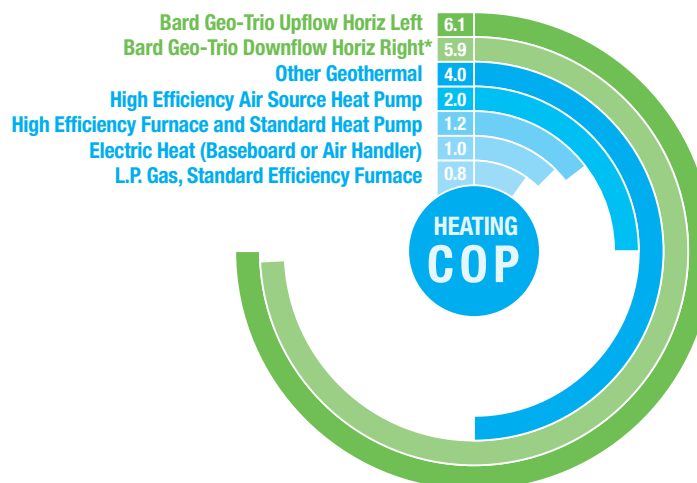 Bard Geo-Trio Upflow Horiz Left 6.1
Bard Geo-Trio Downflow Horiz Right* 5.9
Other Geothermal 4.0
High Efficiency Air Source Heat Pump 2.0
High Efficiency Furnace and Standard Heat Pump 1.2
Electric Heat (Baseboard or Air Handler) 1.0
L.P. Gas, Standard Efficiency Furnace 0.8
HEATING
COP